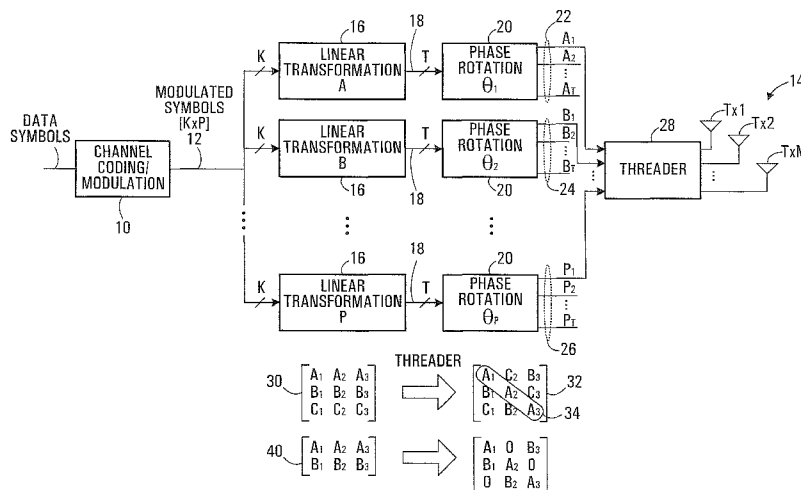 DATA SYMBOLS
CHANNEL CODING/ MODULATION
10
MODULATED SYMBOLS [KxP]
12
K
16
LINEAR TRANSFORMATION A
18
T
20
PHASE ROTATION θ1
22
A1
A2
⋮
AT
K
LINEAR TRANSFORMATION B
16
18
T
PHASE ROTATION θ2
20
B1
B2
⋮
BT
24
K
16
LINEAR TRANSFORMATION P
18
T
20
PHASE ROTATION θP
P1
P2
⋮
PT
26
28
THREADER
14
Tx1
Tx2
TxM
30
A1 A2 A3
B1 B2 B3
C1 C2 C3
THREADER
A1 C2 B3
B1 A2 C3
C1 B2 A3
32
34
40
A1 A2 A3
B1 B2 B3
A1 0 B3
B1 A2 0
0 B2 A3